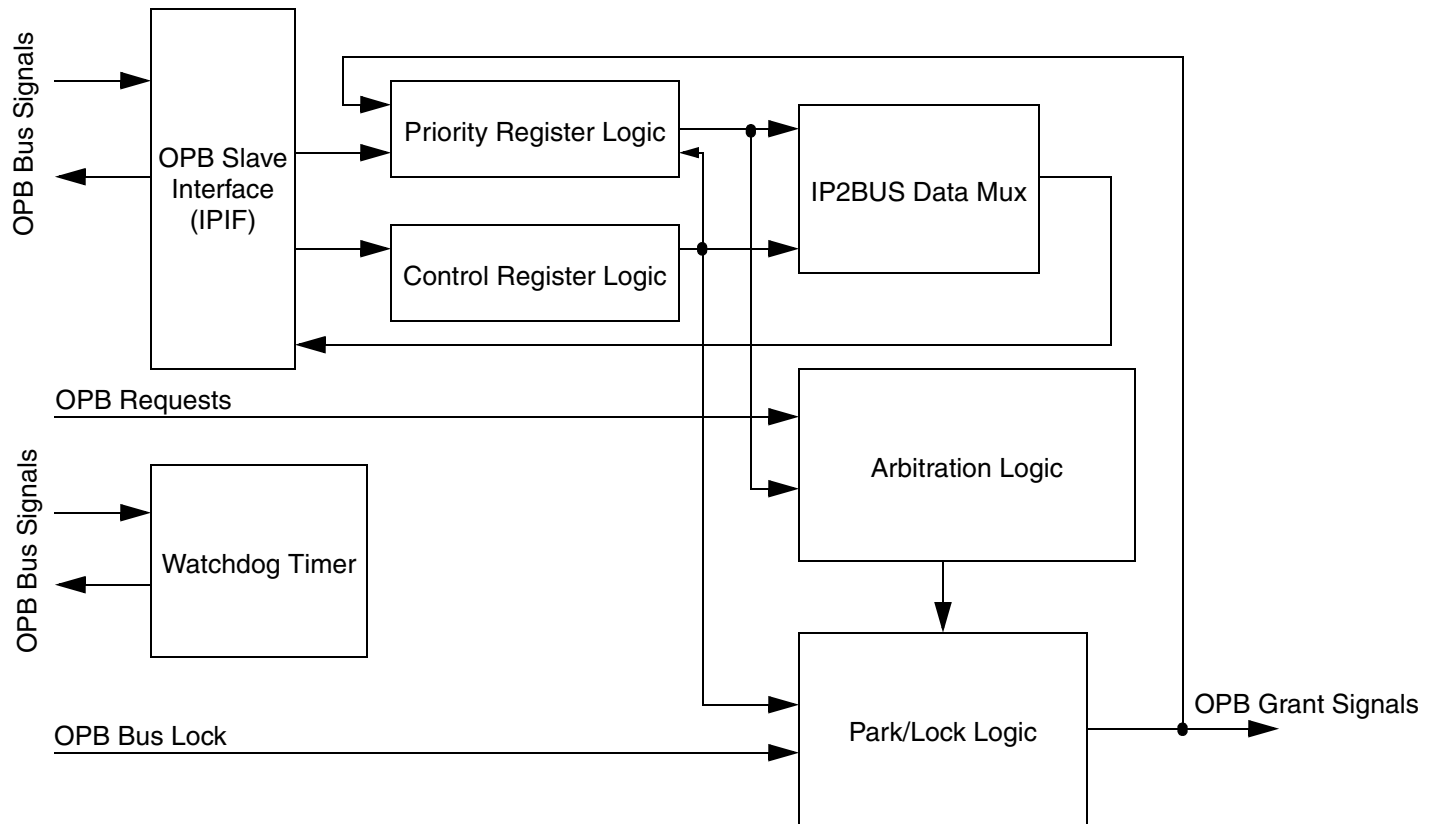 OPB Bus Signals
OPB Slave
Interface
(IPIF)
Priority Register Logic
IP2BUS Data Mux
Control Register Logic
OPB Requests
Arbitration Logic
OPB Bus Signals
Watchdog Timer
OPB Grant Signals
OPB Bus Lock
Park/Lock Logic